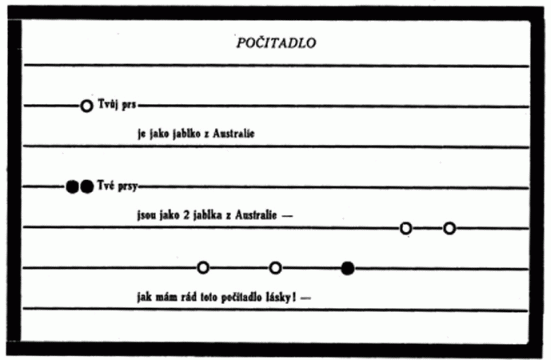 POČITADLO
Tvůj prs
je jako jablko z Australie
Tvé prsy
jsou jako 2 jablka z Australie —
jak mám rád toto počitadlo lásky! —